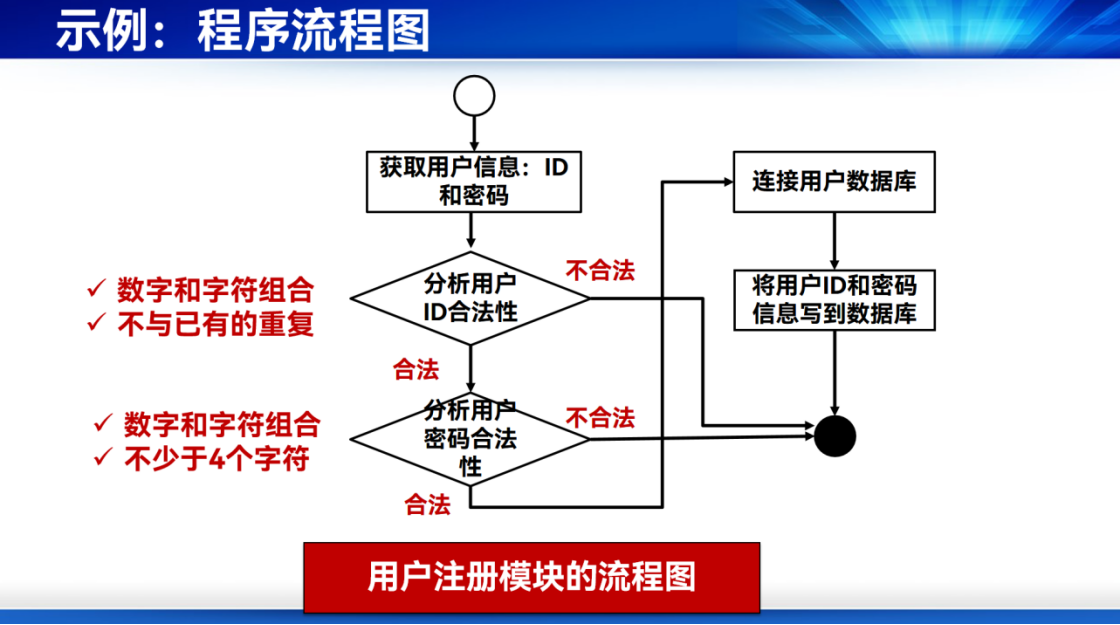 示例：程序流程图
获取用户信息：ID
和密码
连接用户数据库
分析用户
ID合法性
不合法
✓ 数字和字符组合
✓ 不与已有的重复
将用户ID和密码
信息写到数据库
合法
分析用户
密码合法
性
不合法
✓ 数字和字符组合
✓ 不少于4个字符
合法
用户注册模块的流程图